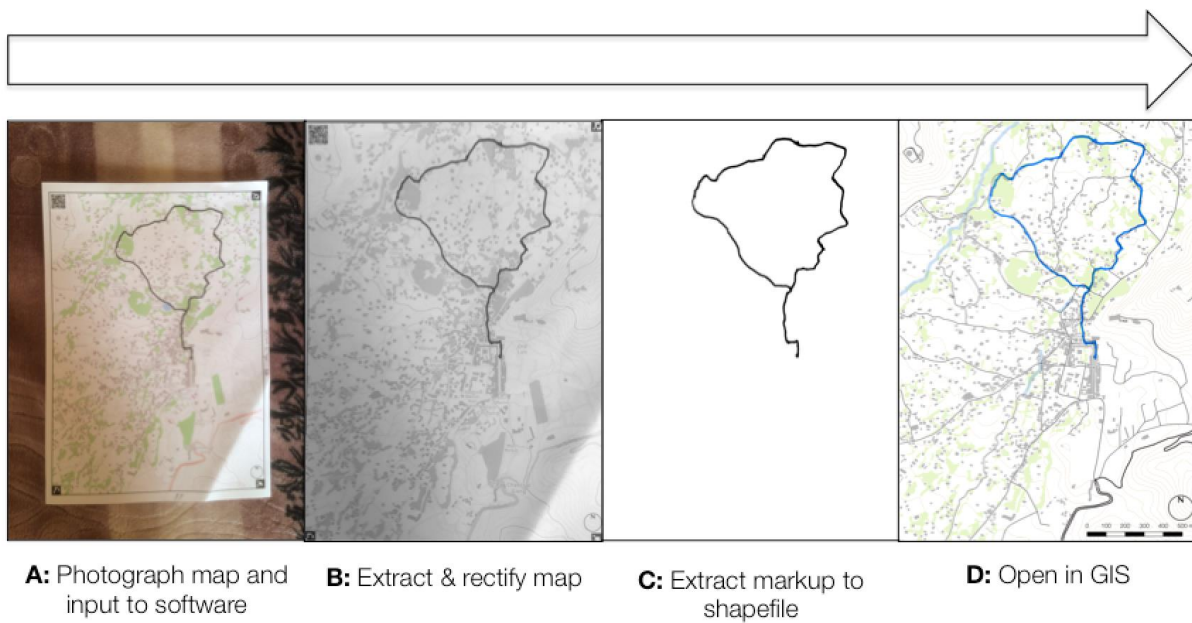 N
0 100 200 300 400 500
A: Photograph map and
input to software
B: Extract & rectify map
C: Extract markup to
shapefile
D: Open in GIS